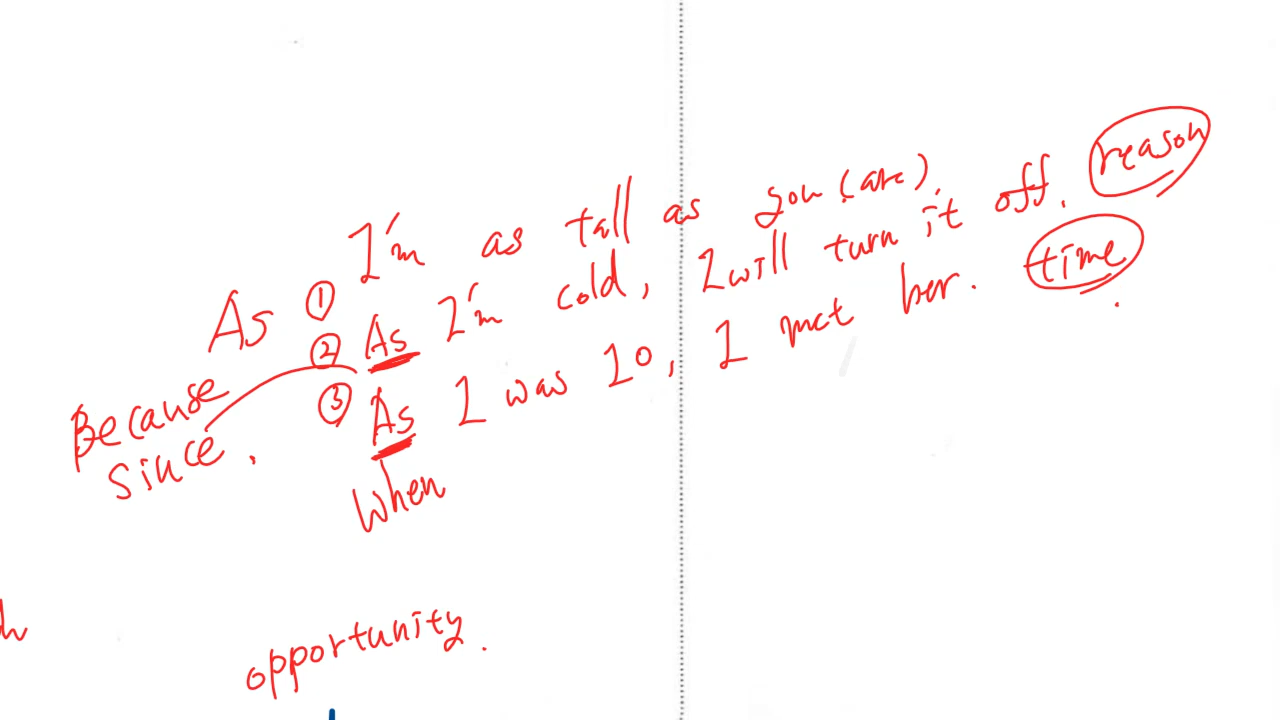 As ① I'm as tall as you (are).
② As I'm cold, I will turn it off. reason
③ As I was 10, I met her. time
Because
since.
when
opportunity.